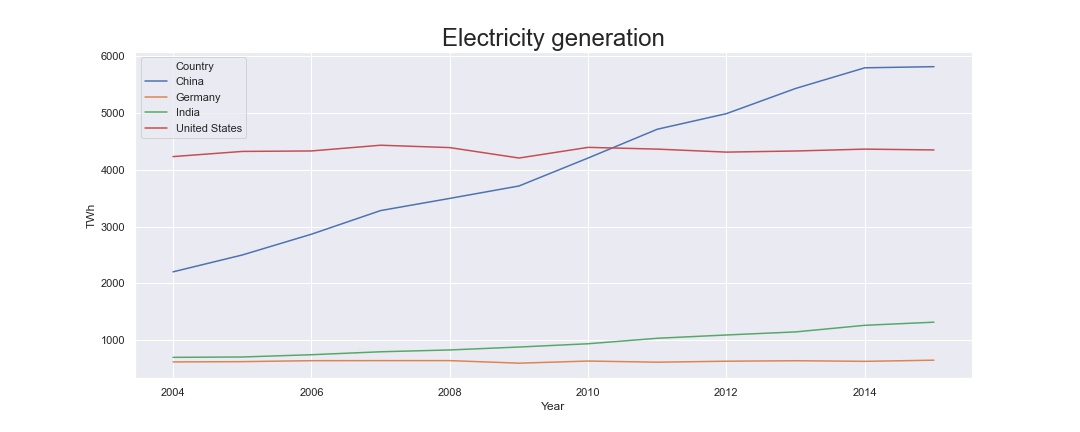 Electricity generation
6000
5000
4000
3000
2000
1000
TWh
Country
China
Germany
India
United States
2004 2006 2008 2010 2012 2014
Year